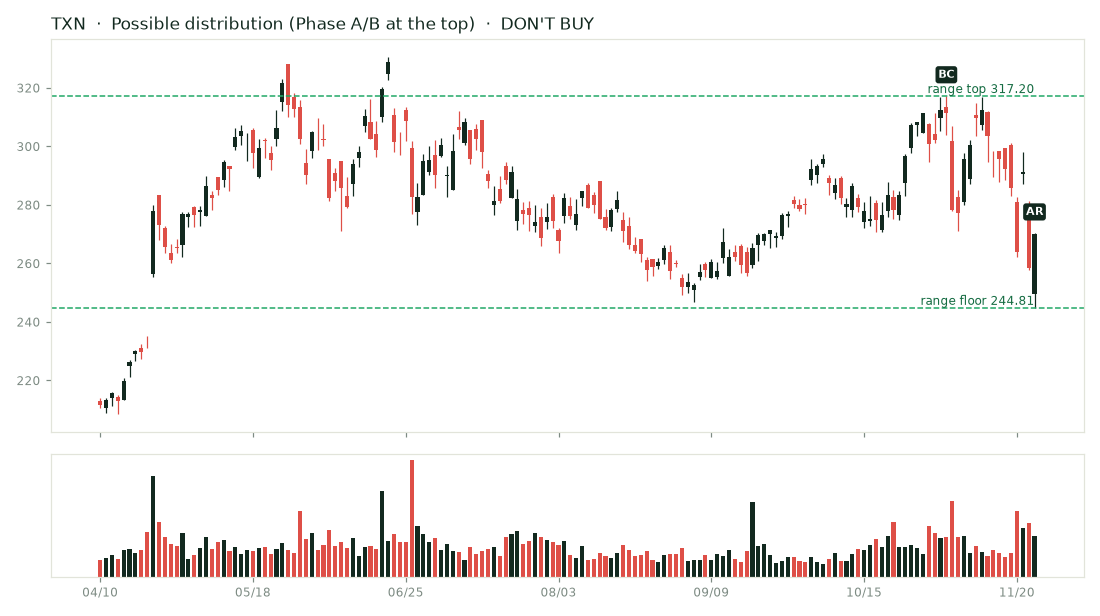 TXN · Possible distribution (Phase A/B at the top) · DON'T BUY
BC
range top 317.20
320
300
280
AR
260
range floor 244.81
240
220
04/10 05/18 06/25 08/03 09/09 10/15 11/20